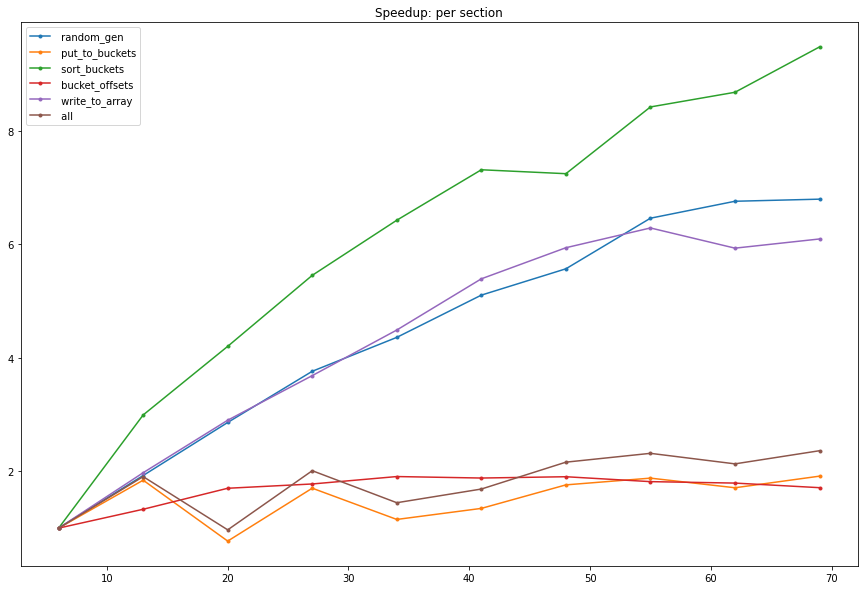 Speedup: per section
random_gen
put_to_buckets
sort_buckets
bucket_offsets
write_to_array
all
8
6
4
2
10 20 30 40 50 60 70